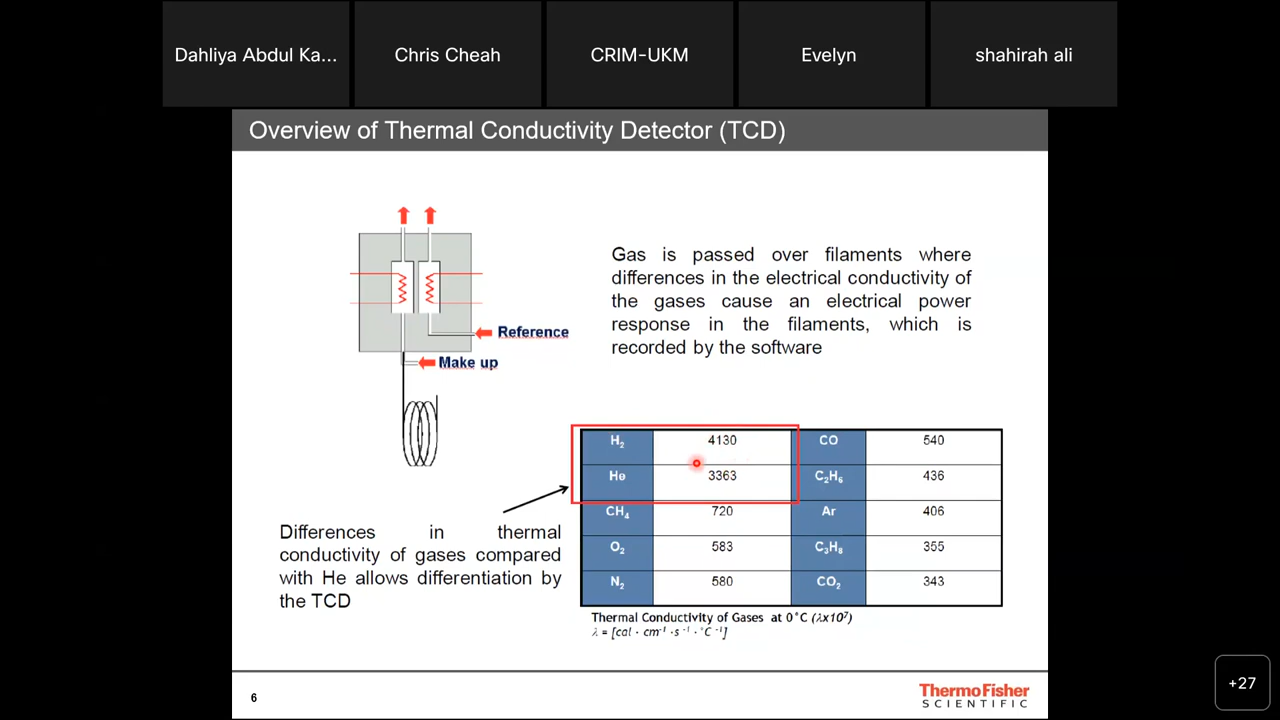 Dahliya Abdul Ka...
Chris Cheah
CRIM-UKM
Evelyn
shahirah ali
Overview of Thermal Conductivity Detector (TCD)
Reference
Make up
Gas is passed over filaments where
differences in the electrical conductivity of
the gases cause an electrical power
response in the filaments, which is
recorded by the software
H₂ 4130 CO 540
He 3363 C₂H₆ 436
CH₄ 720 Ar 406
O₂ 583 C₃H₈ 355
N₂ 580 CO₂ 343
Differences in thermal
conductivity of gases compared
with He allows differentiation by
the TCD
Thermal Conductivity of Gases at 0°C (λx10⁷)
λ = [cal · cm⁻¹ ·s⁻¹ · °C⁻¹]
6
ThermoFisher
SCIENTIFIC
+27